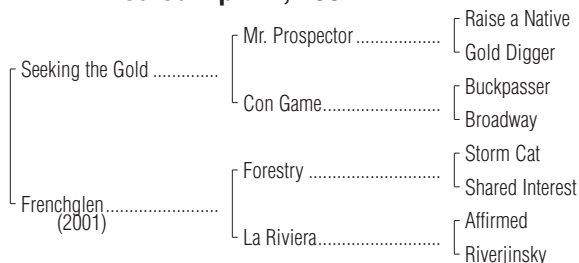 Seeking the Gold ..............
Mr. Prospector ...................
Raise a Native
Gold Digger
Con Game..........................
Buckpasser
Broadway
Frenchglen.........................
(2001)
Forestry .............................
Storm Cat
Shared Interest
La Riviera...........................
Affirmed
Riverjinsky